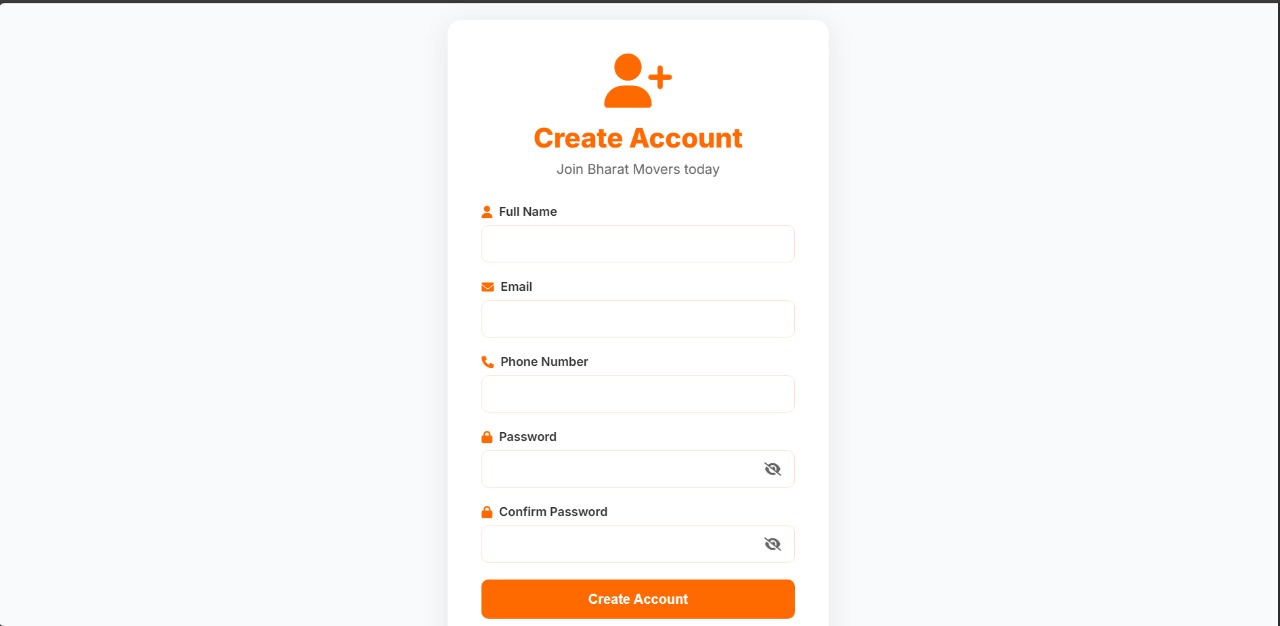 Create Account
Join Bharat Movers today
Full Name
Email
Phone Number
Password
Confirm Password
Create Account